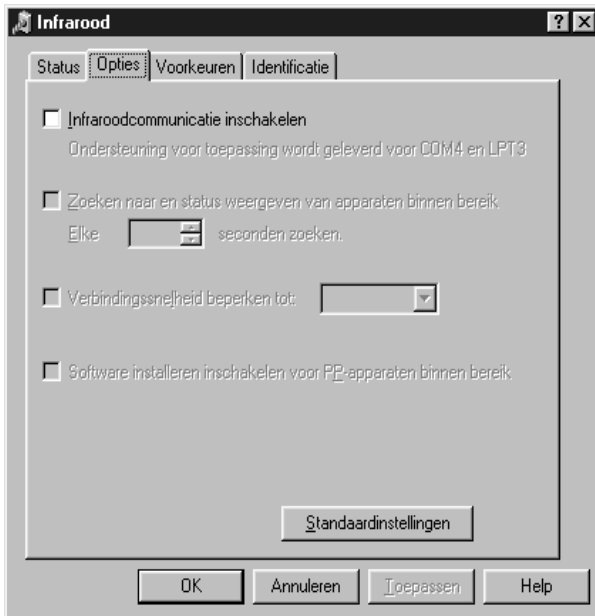 Infrarood
Status Opties Voorkeuren Identificatie
Infraroodcommunicatie inschakelen
Ondersteuning voor toepassing wordt geleverd voor COM4 en LPT3
Zoeken naar en status weergeven van apparaten binnen bereik
Elke seconden zoeken.
Verbindingssnelheid beperken tot:
Software installeren inschakelen voor PP-apparaten binnen bereik
Standaardinstellingen
OK Annuleren Toepassen Help